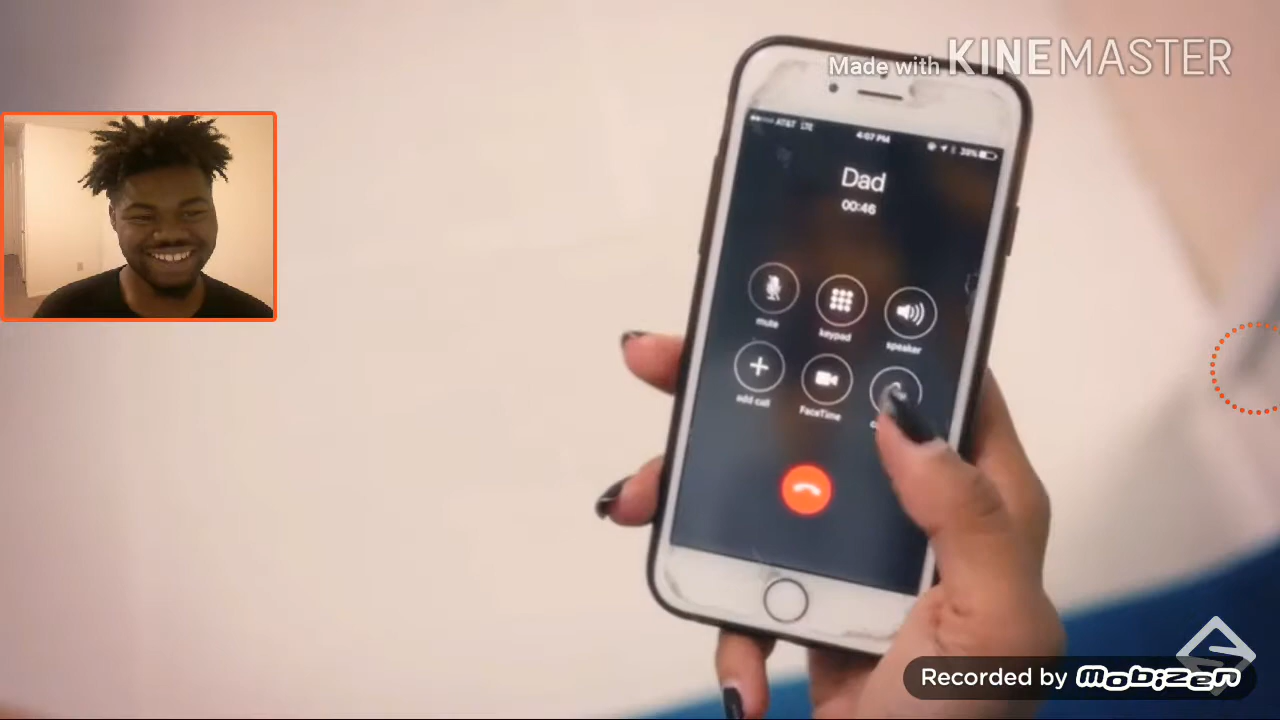 Made with KINEMASTER
AT&T LTE 4:07 PM 39%
Dad
00:46
mute keypad speaker
add call FaceTime
Recorded by mobizen